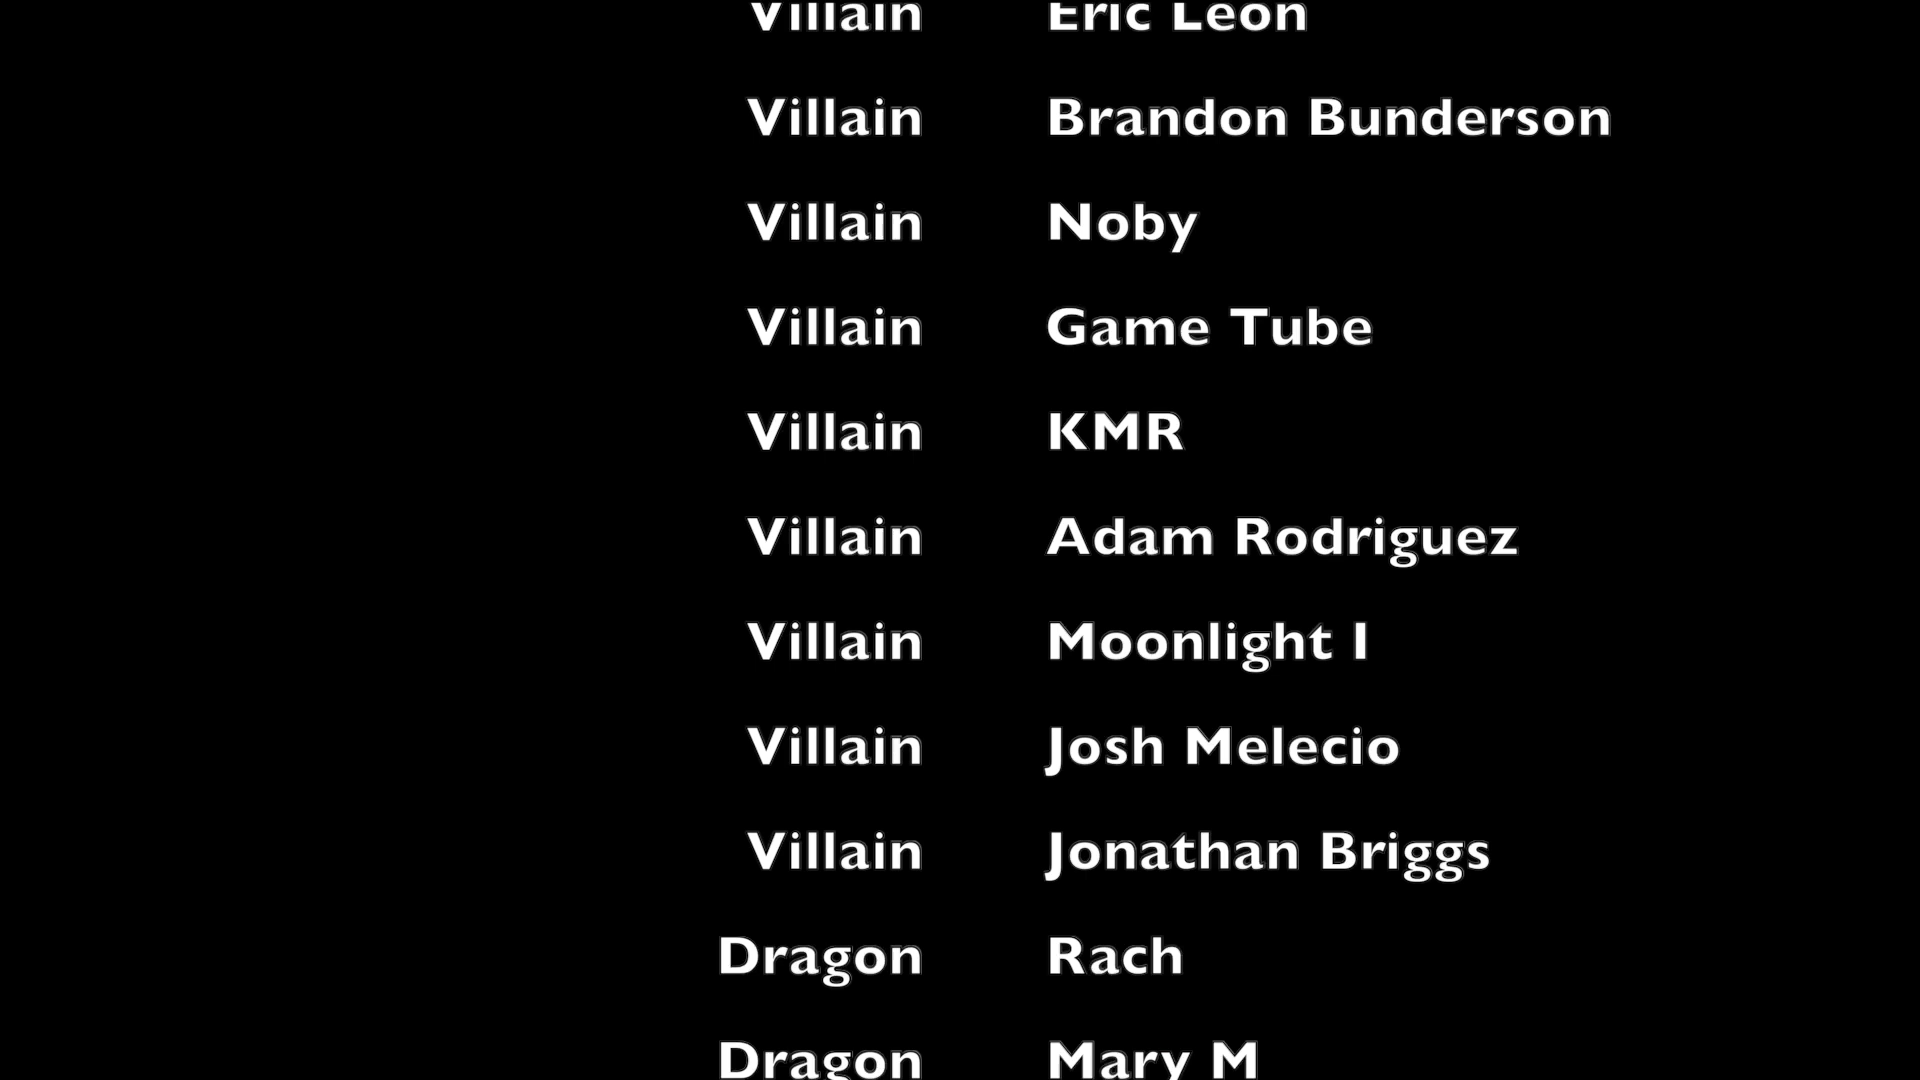 Villain Eric Leon
Villain Brandon Bunderson
Villain Noby
Villain Game Tube
Villain KMR
Villain Adam Rodriguez
Villain Moonlight I
Villain Josh Melecio
Villain Jonathan Briggs
Dragon Rach
Dragon Mary M